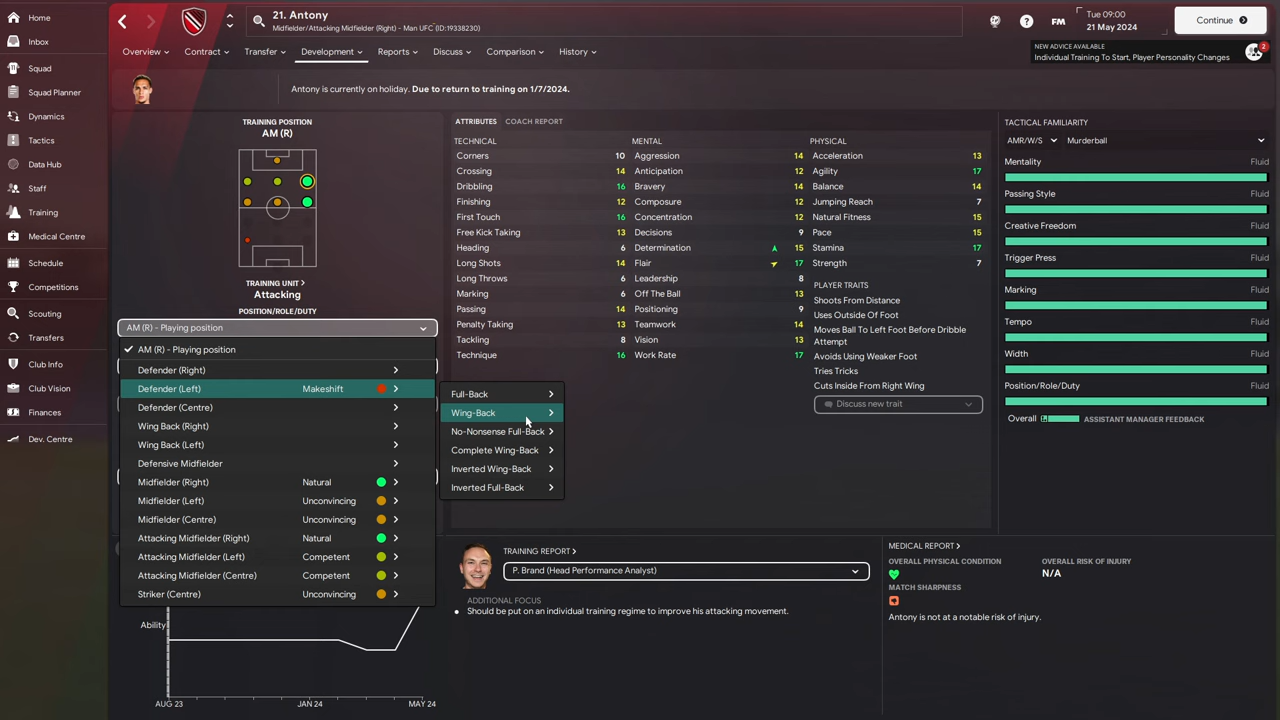 21. Antony
Midfielder/Attacking Midfielder (Right) - Man UFC (ID:19338230)
FM
Tue 09:00
21 May 2024
Continue
Overview
Contract
Transfer
Development
Reports
Discuss
Comparison
History
NEW ADVICE AVAILABLE
Individual Training To Start, Player Personality Changes
2
Home
Inbox
Squad
Squad Planner
Dynamics
Tactics
Data Hub
Staff
Training
Medical Centre
Schedule
Competitions
Scouting
Transfers
Club Info
Club Vision
Finances
Dev. Centre
Antony is currently on holiday. Due to return to training on 1/7/2024.
TRAINING POSITION
AM (R)
TRAINING UNIT
Attacking
POSITION/ROLE/DUTY
AM (R) - Playing position
AM (R) - Playing position
Defender (Right)
Defender (Left) Makeshift
Defender (Centre)
Wing Back (Right)
Wing Back (Left)
Defensive Midfielder
Midfielder (Right) Natural
Midfielder (Left) Unconvincing
Midfielder (Centre) Unconvincing
Attacking Midfielder (Right) Natural
Attacking Midfielder (Left) Competent
Attacking Midfielder (Centre) Competent
Striker (Centre) Unconvincing
Full-Back
Wing-Back
No-Nonsense Full-Back
Complete Wing-Back
Inverted Wing-Back
Inverted Full-Back
Ability
AUG 23
JAN 24
MAY 24
ATTRIBUTES
COACH REPORT
TECHNICAL
Corners 10
Crossing 14
Dribbling 16
Finishing 12
First Touch 16
Free Kick Taking 13
Heading 6
Long Shots 14
Long Throws 6
Marking 6
Passing 14
Penalty Taking 13
Tackling 8
Technique 16
MENTAL
Aggression 14
Anticipation 12
Bravery 14
Composure 12
Concentration 12
Decisions 9
Determination 15
Flair 17
Leadership 8
Off The Ball 13
Positioning 9
Teamwork 14
Vision 13
Work Rate 17
PHYSICAL
Acceleration 13
Agility 17
Balance 14
Jumping Reach 7
Natural Fitness 15
Pace 15
Stamina 17
Strength 7
PLAYER TRAITS
Shoots From Distance
Uses Outside Of Foot
Moves Ball To Left Foot Before Dribble
Attempt
Avoids Using Weaker Foot
Tries Tricks
Cuts Inside From Right Wing
Discuss new trait
TACTICAL FAMILIARITY
AMR/W/S
Murderball
Mentality Fluid
Passing Style Fluid
Creative Freedom Fluid
Trigger Press Fluid
Marking Fluid
Tempo Fluid
Width Fluid
Position/Role/Duty Fluid
Overall
ASSISTANT MANAGER FEEDBACK
TRAINING REPORT
P. Brand (Head Performance Analyst)
ADDITIONAL FOCUS
Should be put on an individual training regime to improve his attacking movement.
MEDICAL REPORT
OVERALL PHYSICAL CONDITION
OVERALL RISK OF INJURY
N/A
MATCH SHARPNESS
Antony is not at a notable risk of injury.